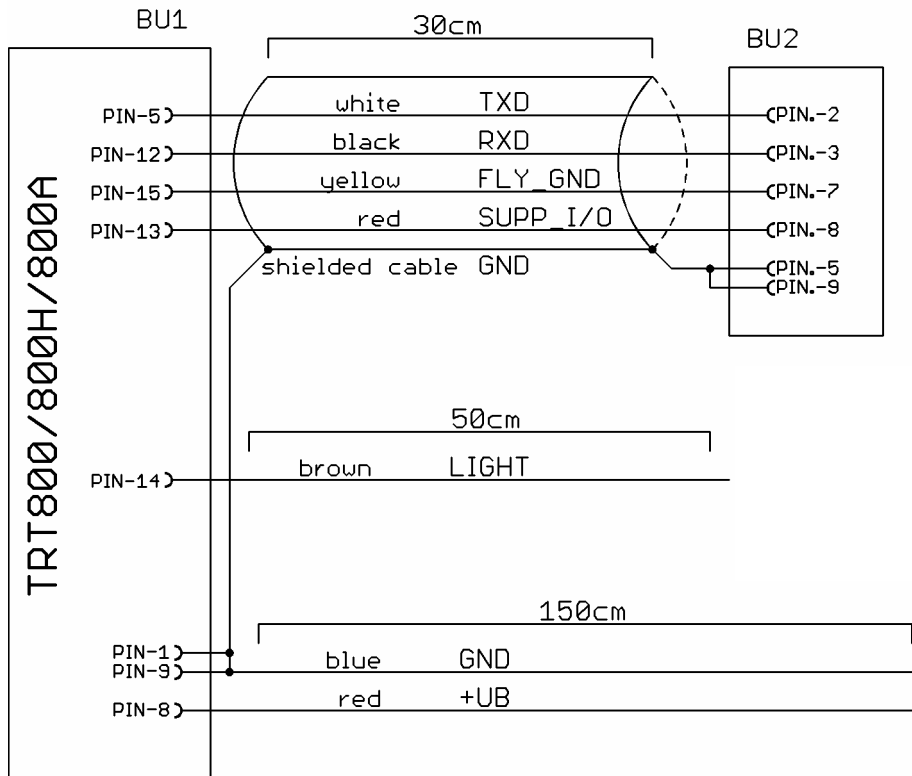 BU1
30cm
BU2
PIN-5 white TXD PIN.-2
PIN-12 black RXD PIN.-3
PIN-15 yellow FLY_GND PIN.-7
PIN-13 red SUPP_I/O PIN.-8
shielded cable GND PIN.-5
PIN.-9
TRT800/800H/800A
50cm
PIN-14 brown LIGHT
150cm
PIN-1
PIN-9 blue GND
PIN-8 red +UB